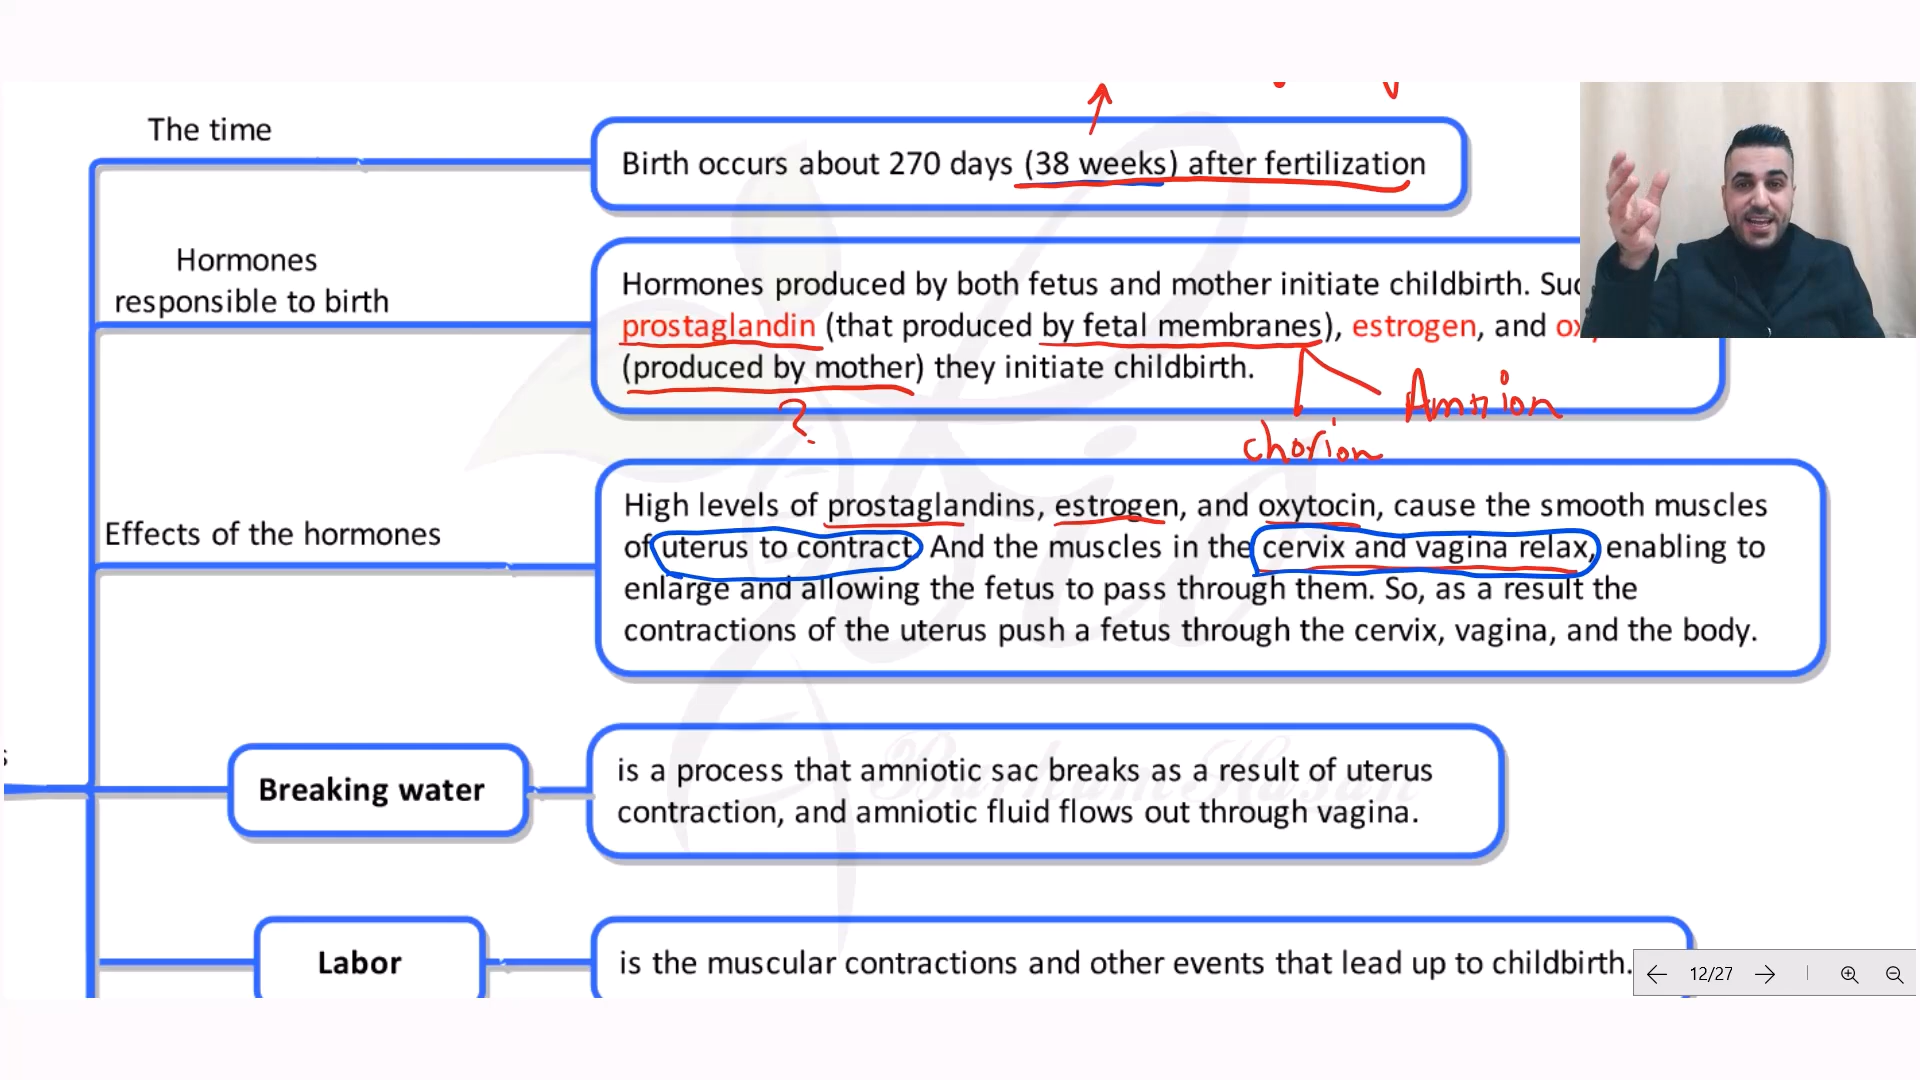 The time
Birth occurs about 270 days (38 weeks) after fertilization
Hormones
responsible to birth
Hormones produced by both fetus and mother initiate childbirth.
prostaglandin (that produced by fetal membranes), estrogen, and
(produced by mother) they initiate childbirth.
?
Amnion
chorion
Effects of the hormones
High levels of prostaglandins, estrogen, and oxytocin, cause the smooth muscles
of uterus to contract. And the muscles in the cervix and vagina relax, enabling to
enlarge and allowing the fetus to pass through them. So, as a result the
contractions of the uterus push a fetus through the cervix, vagina, and the body.
Breaking water
is a process that amniotic sac breaks as a result of uterus
contraction, and amniotic fluid flows out through vagina.
Labor
is the muscular contractions and other events that lead up to childbirth.
12/27